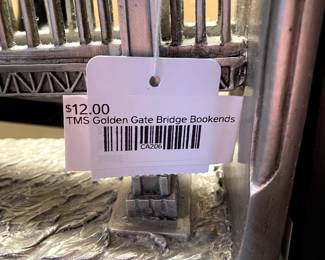 $12.00
TMS Golden Gate Bridge Bookends
CA206